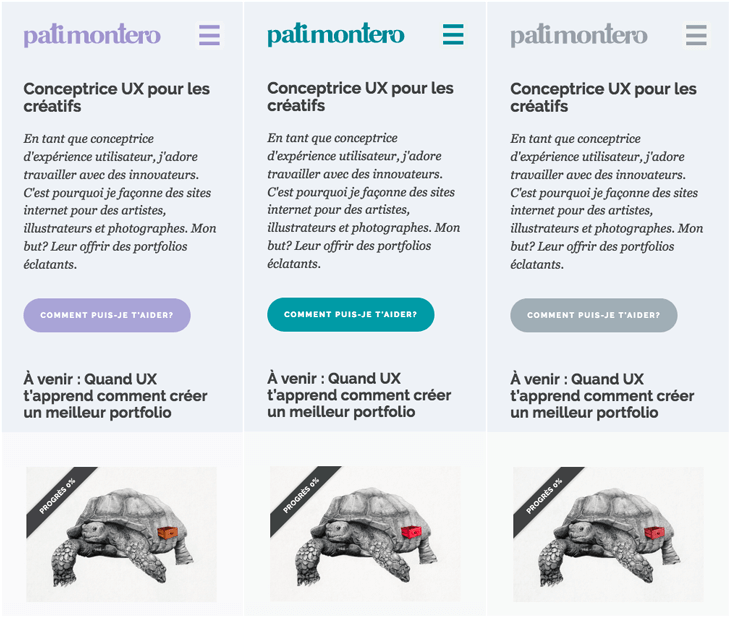 patimontero
Conceptrice UX pour les
créatifs
En tant que conceptrice
d'expérience utilisateur, j'adore
travailler avec des innovateurs.
C'est pourquoi je façonne des sites
internet pour des artistes,
illustrateurs et photographes. Mon
but? Leur offrir des portfolios
éclatants.
COMMENT PUIS-JE T'AIDER?
À venir : Quand UX
t'apprend comment créer
un meilleur portfolio
PROGRÈS 0%
patimontero
Conceptrice UX pour les
créatifs
En tant que conceptrice
d'expérience utilisateur, j'adore
travailler avec des innovateurs.
C'est pourquoi je façonne des sites
internet pour des artistes,
illustrateurs et photographes. Mon
but? Leur offrir des portfolios
éclatants.
COMMENT PUIS-JE T'AIDER?
À venir : Quand UX
t'apprend comment créer
un meilleur portfolio
PROGRÈS 0%
patimontero
Conceptrice UX pour les
créatifs
En tant que conceptrice
d'expérience utilisateur, j'adore
travailler avec des innovateurs.
C'est pourquoi je façonne des sites
internet pour des artistes,
illustrateurs et photographes. Mon
but? Leur offrir des portfolios
éclatants.
COMMENT PUIS-JE T'AIDER?
À venir : Quand UX
t'apprend comment créer
un meilleur portfolio
PROGRÈS 0%